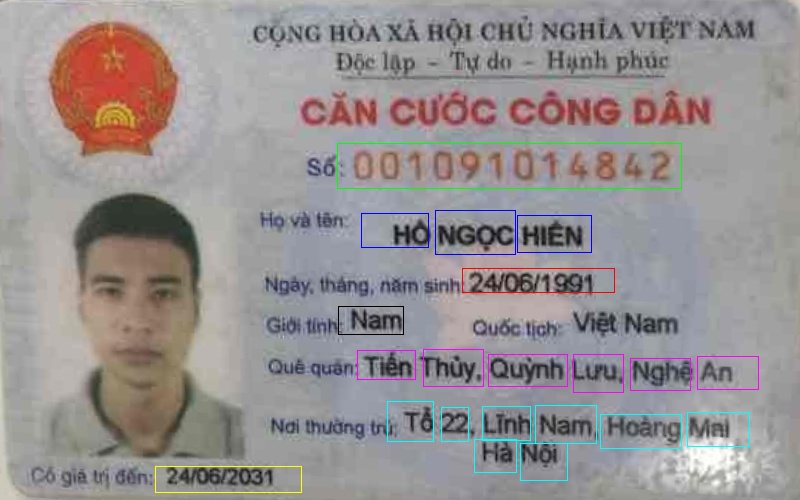 CỘNG HÒA XÃ HỘI CHỦ NGHĨA VIỆT NAM
Độc lập - Tự do - Hạnh phúc
CĂN CƯỚC CÔNG DÂN
Số: 001091014842
Họ và tên: HỒ NGỌC HIỂN
Ngày, tháng, năm sinh: 24/06/1991
Giới tính: Nam Quốc tịch: Việt Nam
Quê quán: Tiến Thủy, Quỳnh Lưu, Nghệ An
Nơi thường trú: Tổ 22, Lĩnh Nam, Hoàng Mai
Hà Nội
Có giá trị đến: 24/06/2031